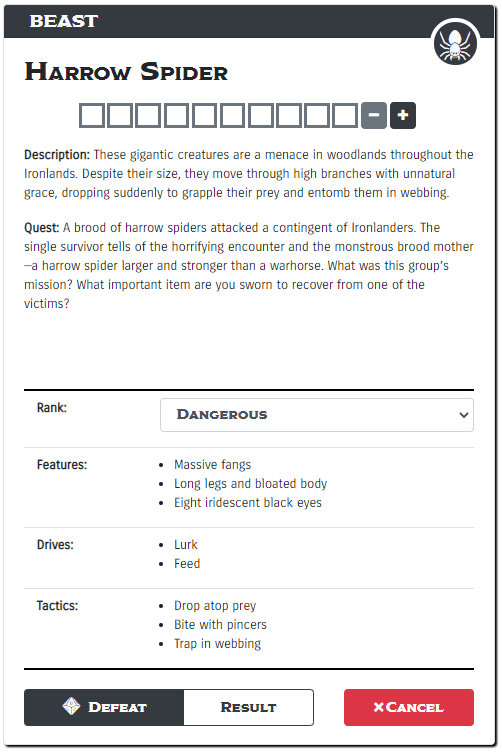 BEAST
Harrow Spider
− +
Description: These gigantic creatures are a menace in woodlands throughout the
Ironlands. Despite their size, they move through high branches with unnatural
grace, dropping suddenly to grapple their prey and entomb them in webbing.
Quest: A brood of harrow spiders attacked a contingent of Ironlanders. The
single survivor tells of the horrifying encounter and the monstrous brood mother
—a harrow spider larger and stronger than a warhorse. What was this group's
mission? What important item are you sworn to recover from one of the
victims?
Rank: Dangerous
Features: • Massive fangs
• Long legs and bloated body
• Eight iridescent black eyes
Drives: • Lurk
• Feed
Tactics: • Drop atop prey
• Bite with pincers
• Trap in webbing
Defeat Result ×Cancel